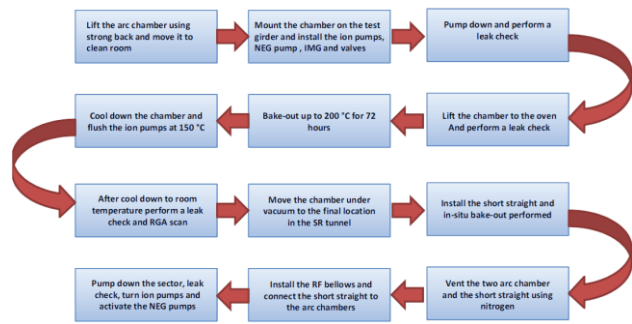 Lift the arc chamber using
strong back and move it to
clean room
Mount the chamber on the test
girder and install the ion pumps,
NEG pump , IMG and valves
Pump down and perform a
leak check
Lift the chamber to the oven
And perform a leak check
Bake-out up to 200 °C for 72
hours
Cool down the chamber and
flush the ion pumps at 150 °C
After cool down to room
temperature perform a leak
check and RGA scan
Move the chamber under
vacuum to the final location
in the SR tunnel
Install the short straight and
in-situ bake-out performed
Vent the two arc chamber
and the short straight using
nitrogen
Install the RF bellows and
connect the short straight to
the arc chambers
Pump down the sector, leak
check, turn ion pumps and
activate the NEG pumps